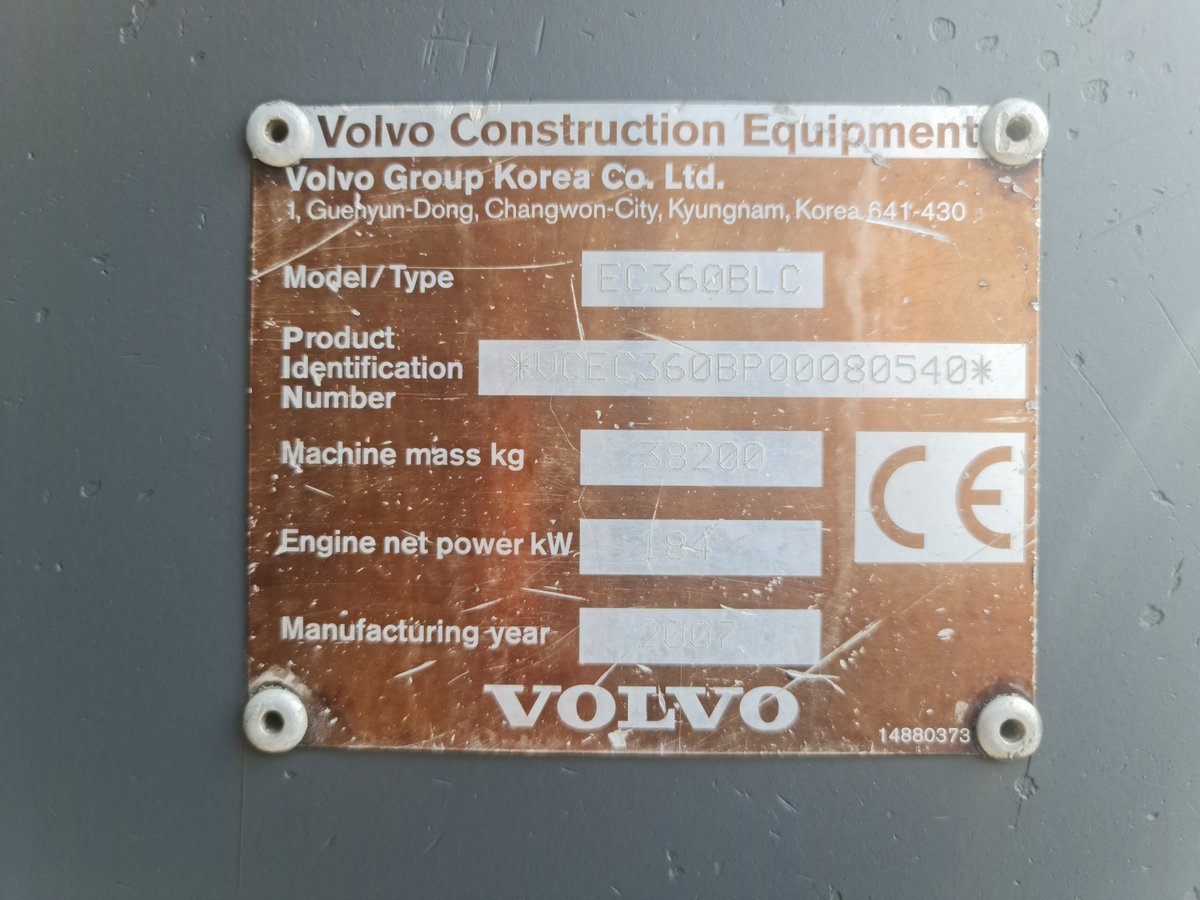 Volvo Construction Equipment
Volvo Group Korea Co. Ltd.
1, Guehyun-Dong, Changwon-City, Kyungnam, Korea 641-430
Model/Type EC360BLC
Product
Identification
Number
*VCEC360BP00080540*
Machine mass kg 38200
CE
Engine net power kW 184
Manufacturing year 2007
VOLVO
14880373